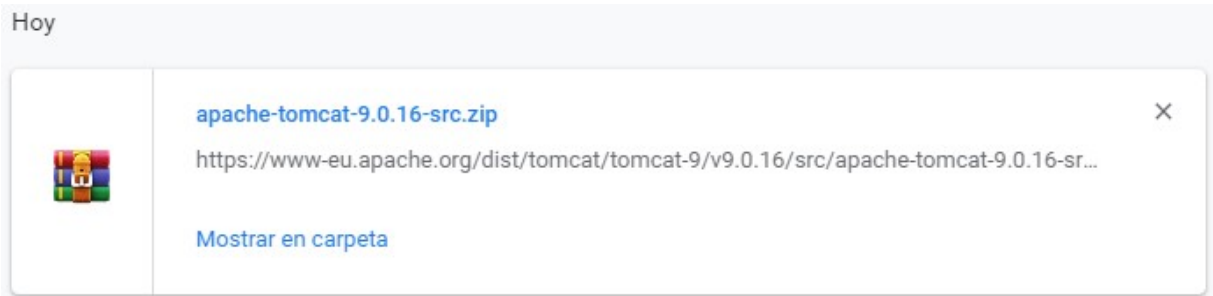 Hoy
apache-tomcat-9.0.16-src.zip
https://www-eu.apache.org/dist/tomcat/tomcat-9/v9.0.16/src/apache-tomcat-9.0.16-sr...
Mostrar en carpeta